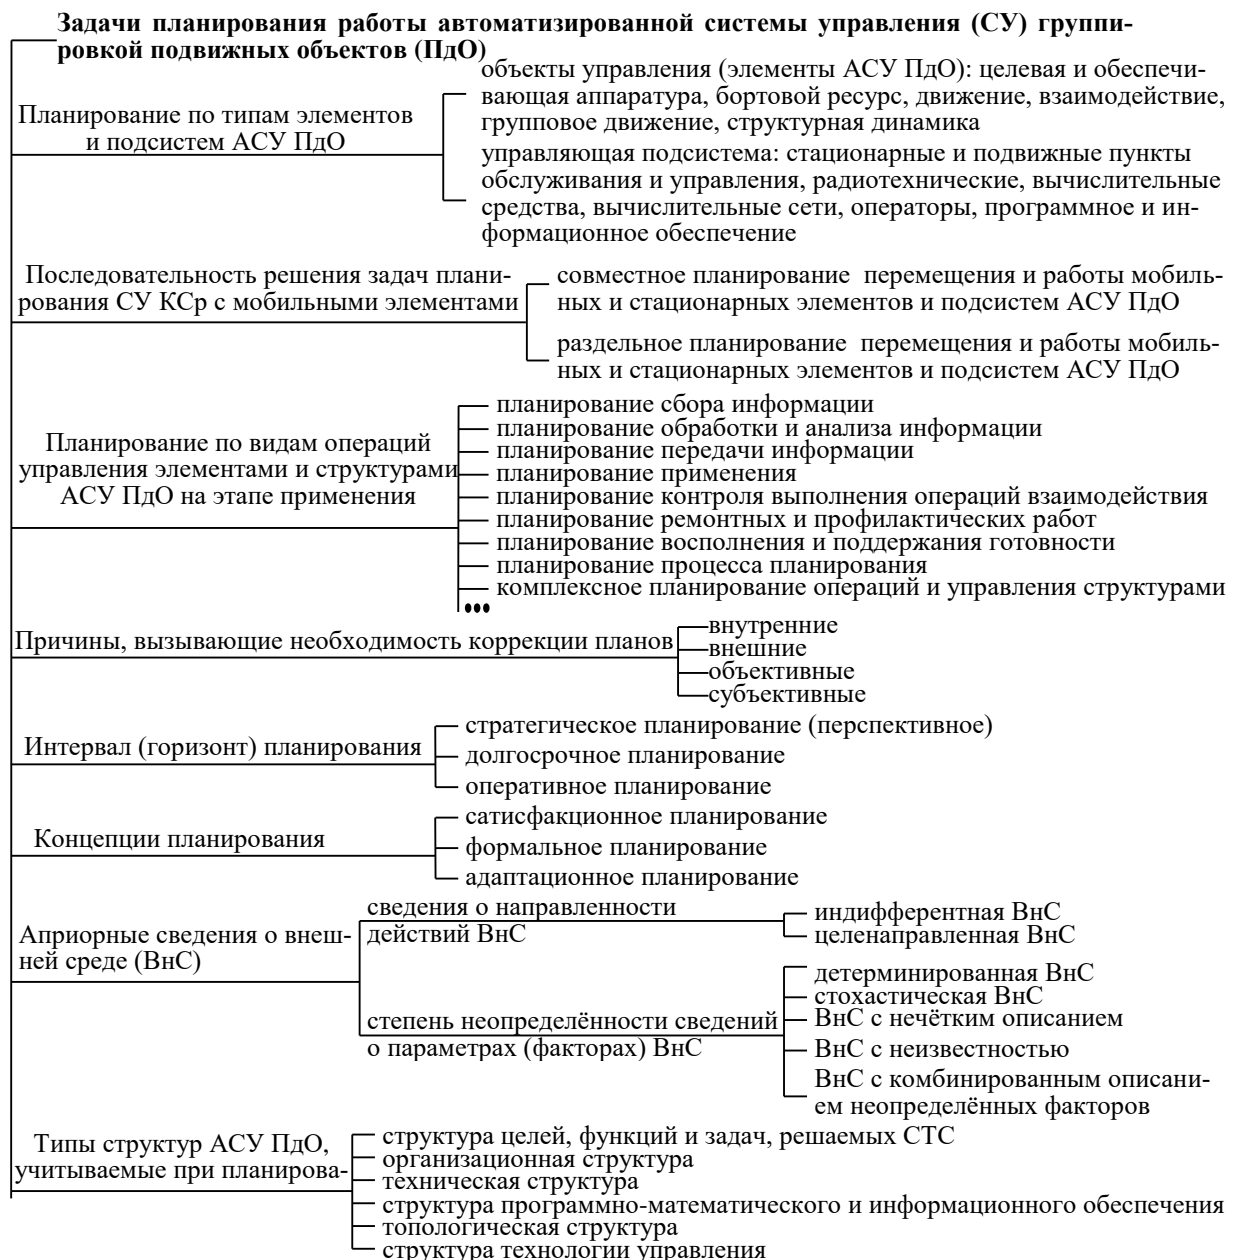 Задачи планирования работы автоматизированной системы управления (СУ) группи-
ровкой подвижных объектов (ПдО)
Планирование по типам элементов
и подсистем АСУ ПдО
объекты управления (элементы АСУ ПдО): целевая и обеспечи-
вающая аппаратура, бортовой ресурс, движение, взаимодействие,
групповое движение, структурная динамика
управляющая подсистема: стационарные и подвижные пункты
обслуживания и управления, радиотехнические, вычислительные
средства, вычислительные сети, операторы, программное и ин-
формационное обеспечение
Последовательность решения задач плани-
рования СУ КСр с мобильными элементами
совместное планирование перемещения и работы мобиль-
ных и стационарных элементов и подсистем АСУ ПдО
раздельное планирование перемещения и работы мобиль-
ных и стационарных элементов и подсистем АСУ ПдО
Планирование по видам операций
управления элементами и структурами
АСУ ПдО на этапе применения
планирование сбора информации
планирование обработки и анализа информации
планирование передачи информации
планирование применения
планирование контроля выполнения операций взаимодействия
планирование ремонтных и профилактических работ
планирование восполнения и поддержания готовности
планирование процесса планирования
комплексное планирование операций и управления структурами
•••
Причины, вызывающие необходимость коррекции планов
внутренние
внешние
объективные
субъективные
Интервал (горизонт) планирования
стратегическое планирование (перспективное)
долгосрочное планирование
оперативное планирование
Концепции планирования
сатисфакционное планирование
формальное планирование
адаптационное планирование
Априорные сведения о внеш-
ней среде (ВнС)
сведения о направленности
действий ВнС
индифферентная ВнС
целенаправленная ВнС
степень неопределённости сведений
о параметрах (факторах) ВнС
детерминированная ВнС
стохастическая ВнС
ВнС с нечётким описанием
ВнС с неизвестностью
ВнС с комбинированным описани-
ем неопределённых факторов
Типы структур АСУ ПдО,
учитываемые при планирова-
структура целей, функций и задач, решаемых СТС
организационная структура
техническая структура
структура программно-математического и информационного обеспечения
топологическая структура
структура технологии управления